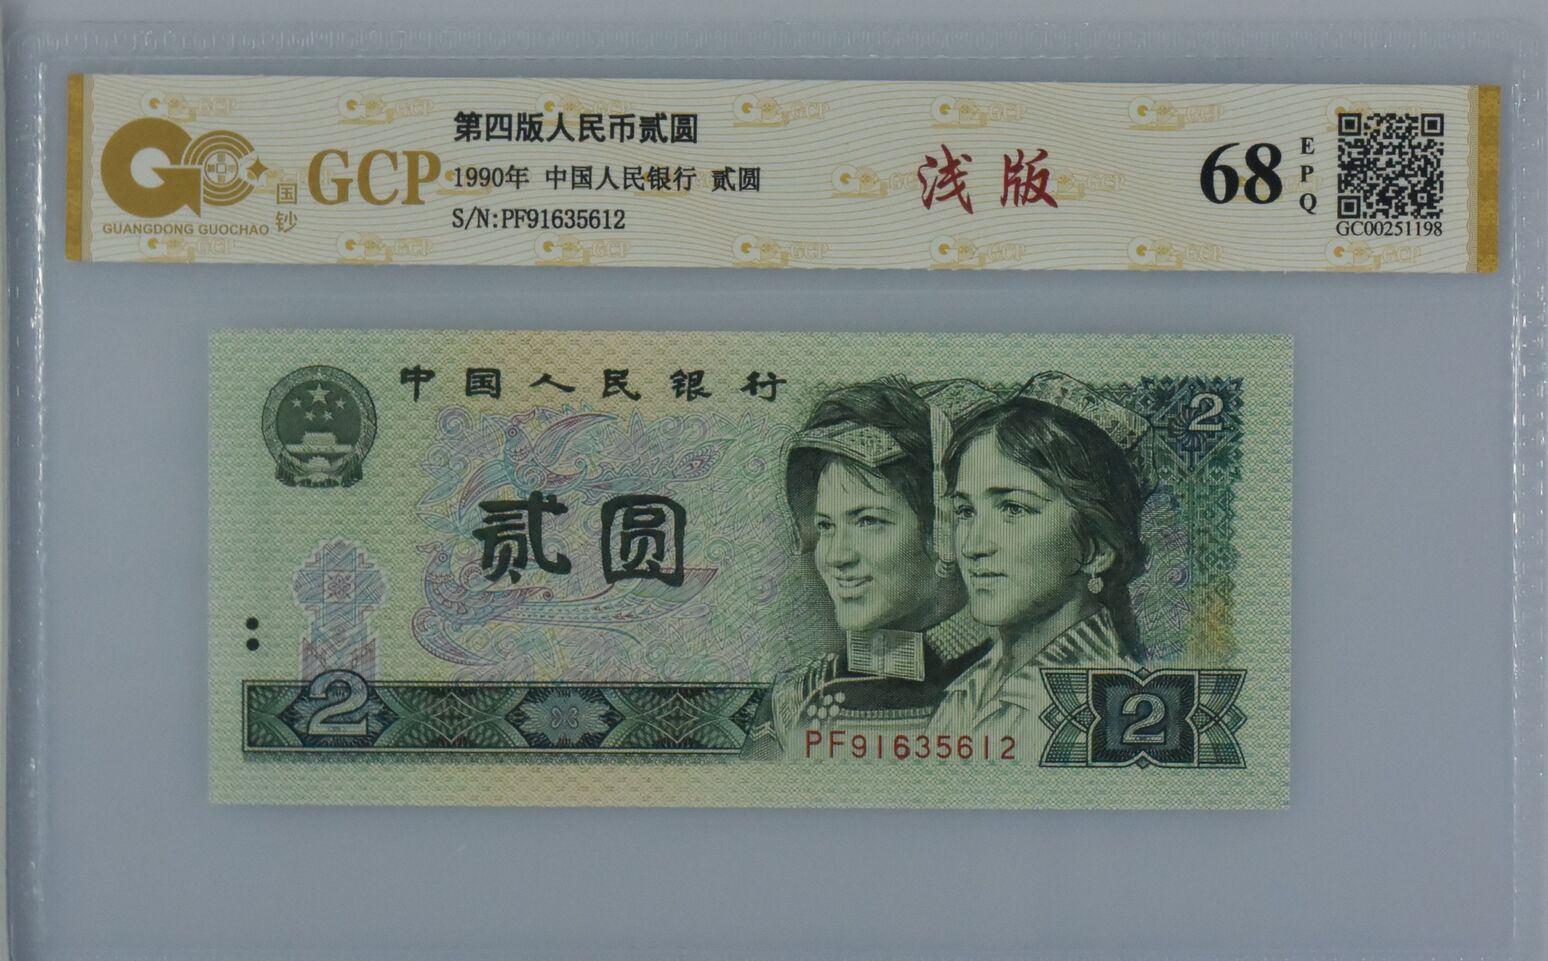 GUANGDONG GUOCHAO
国钞
GCP
第四版人民币贰圆
1990年 中国人民银行 贰圆
S/N:PF91635612
浅版
68
EPQ
GC00251198
中国人民银行
2
贰圆
2
PF91635612
2